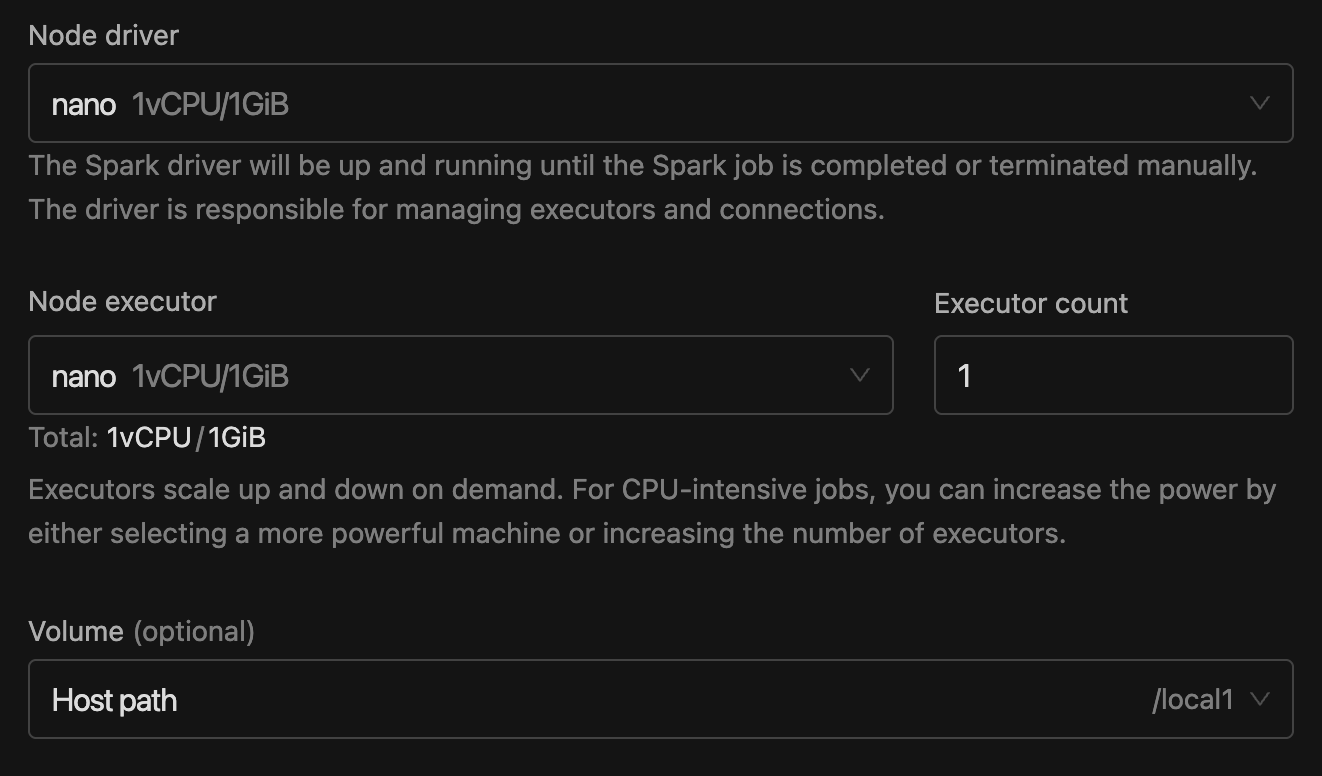 Node driver
nano 1vCPU/1GiB
The Spark driver will be up and running until the Spark job is completed or terminated manually.
The driver is responsible for managing executors and connections.
Node executor
Executor count
nano 1vCPU/1GiB
1
Total: 1vCPU/1GiB
Executors scale up and down on demand. For CPU-intensive jobs, you can increase the power by
either selecting a more powerful machine or increasing the number of executors.
Volume (optional)
Host path /local1